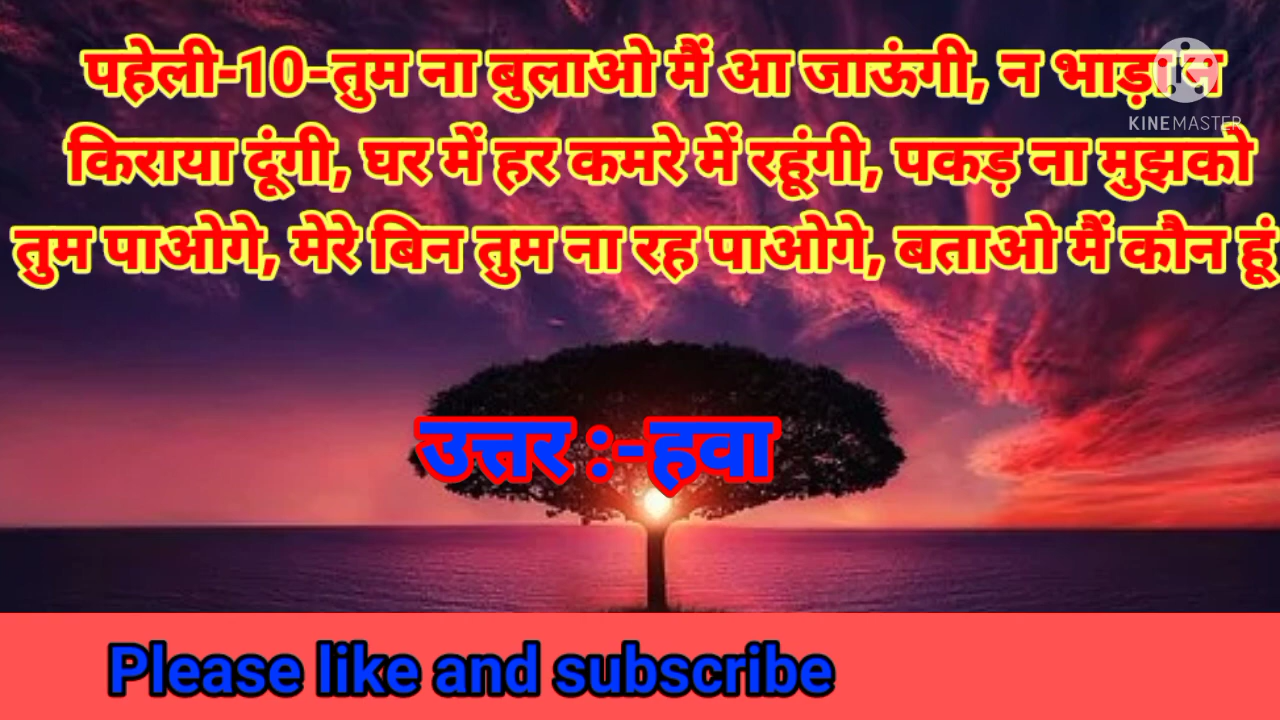 पहेली-10-तुम ना बुलाओ मैं आ जाऊंगी, न भाड़ा न
KINEMASTER
किराया दूंगी, घर में हर कमरे में रहूंगी, पकड़ ना मुझको
तुम पाओगे, मेरे बिन तुम ना रह पाओगे, बताओ मैं कौन हूं
उत्तर :-हवा
Please like and subscribe